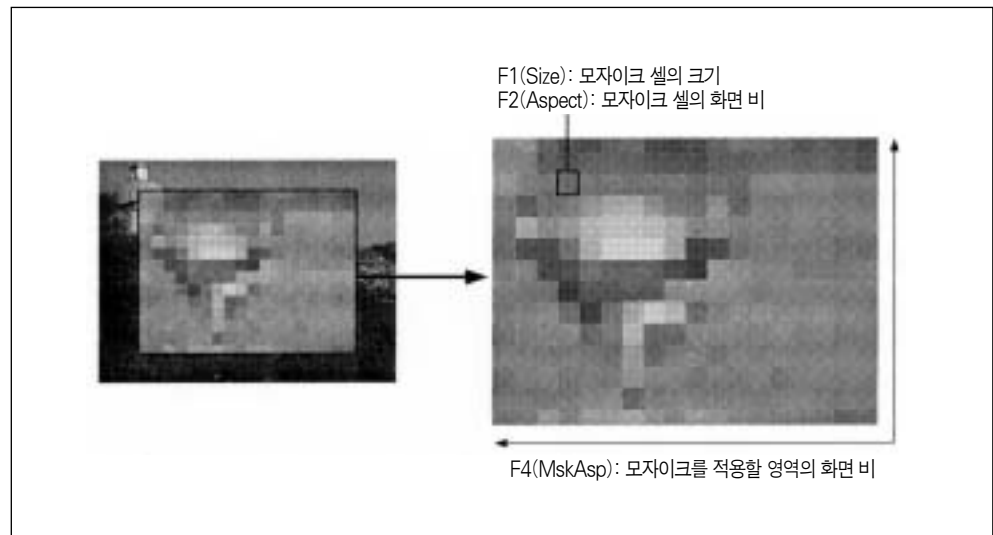 F1(Size): 모자이크 셀의 크기
F2(Aspect): 모자이크 셀의 화면 비
F4(MskAsp): 모자이크를 적용할 영역의 화면 비